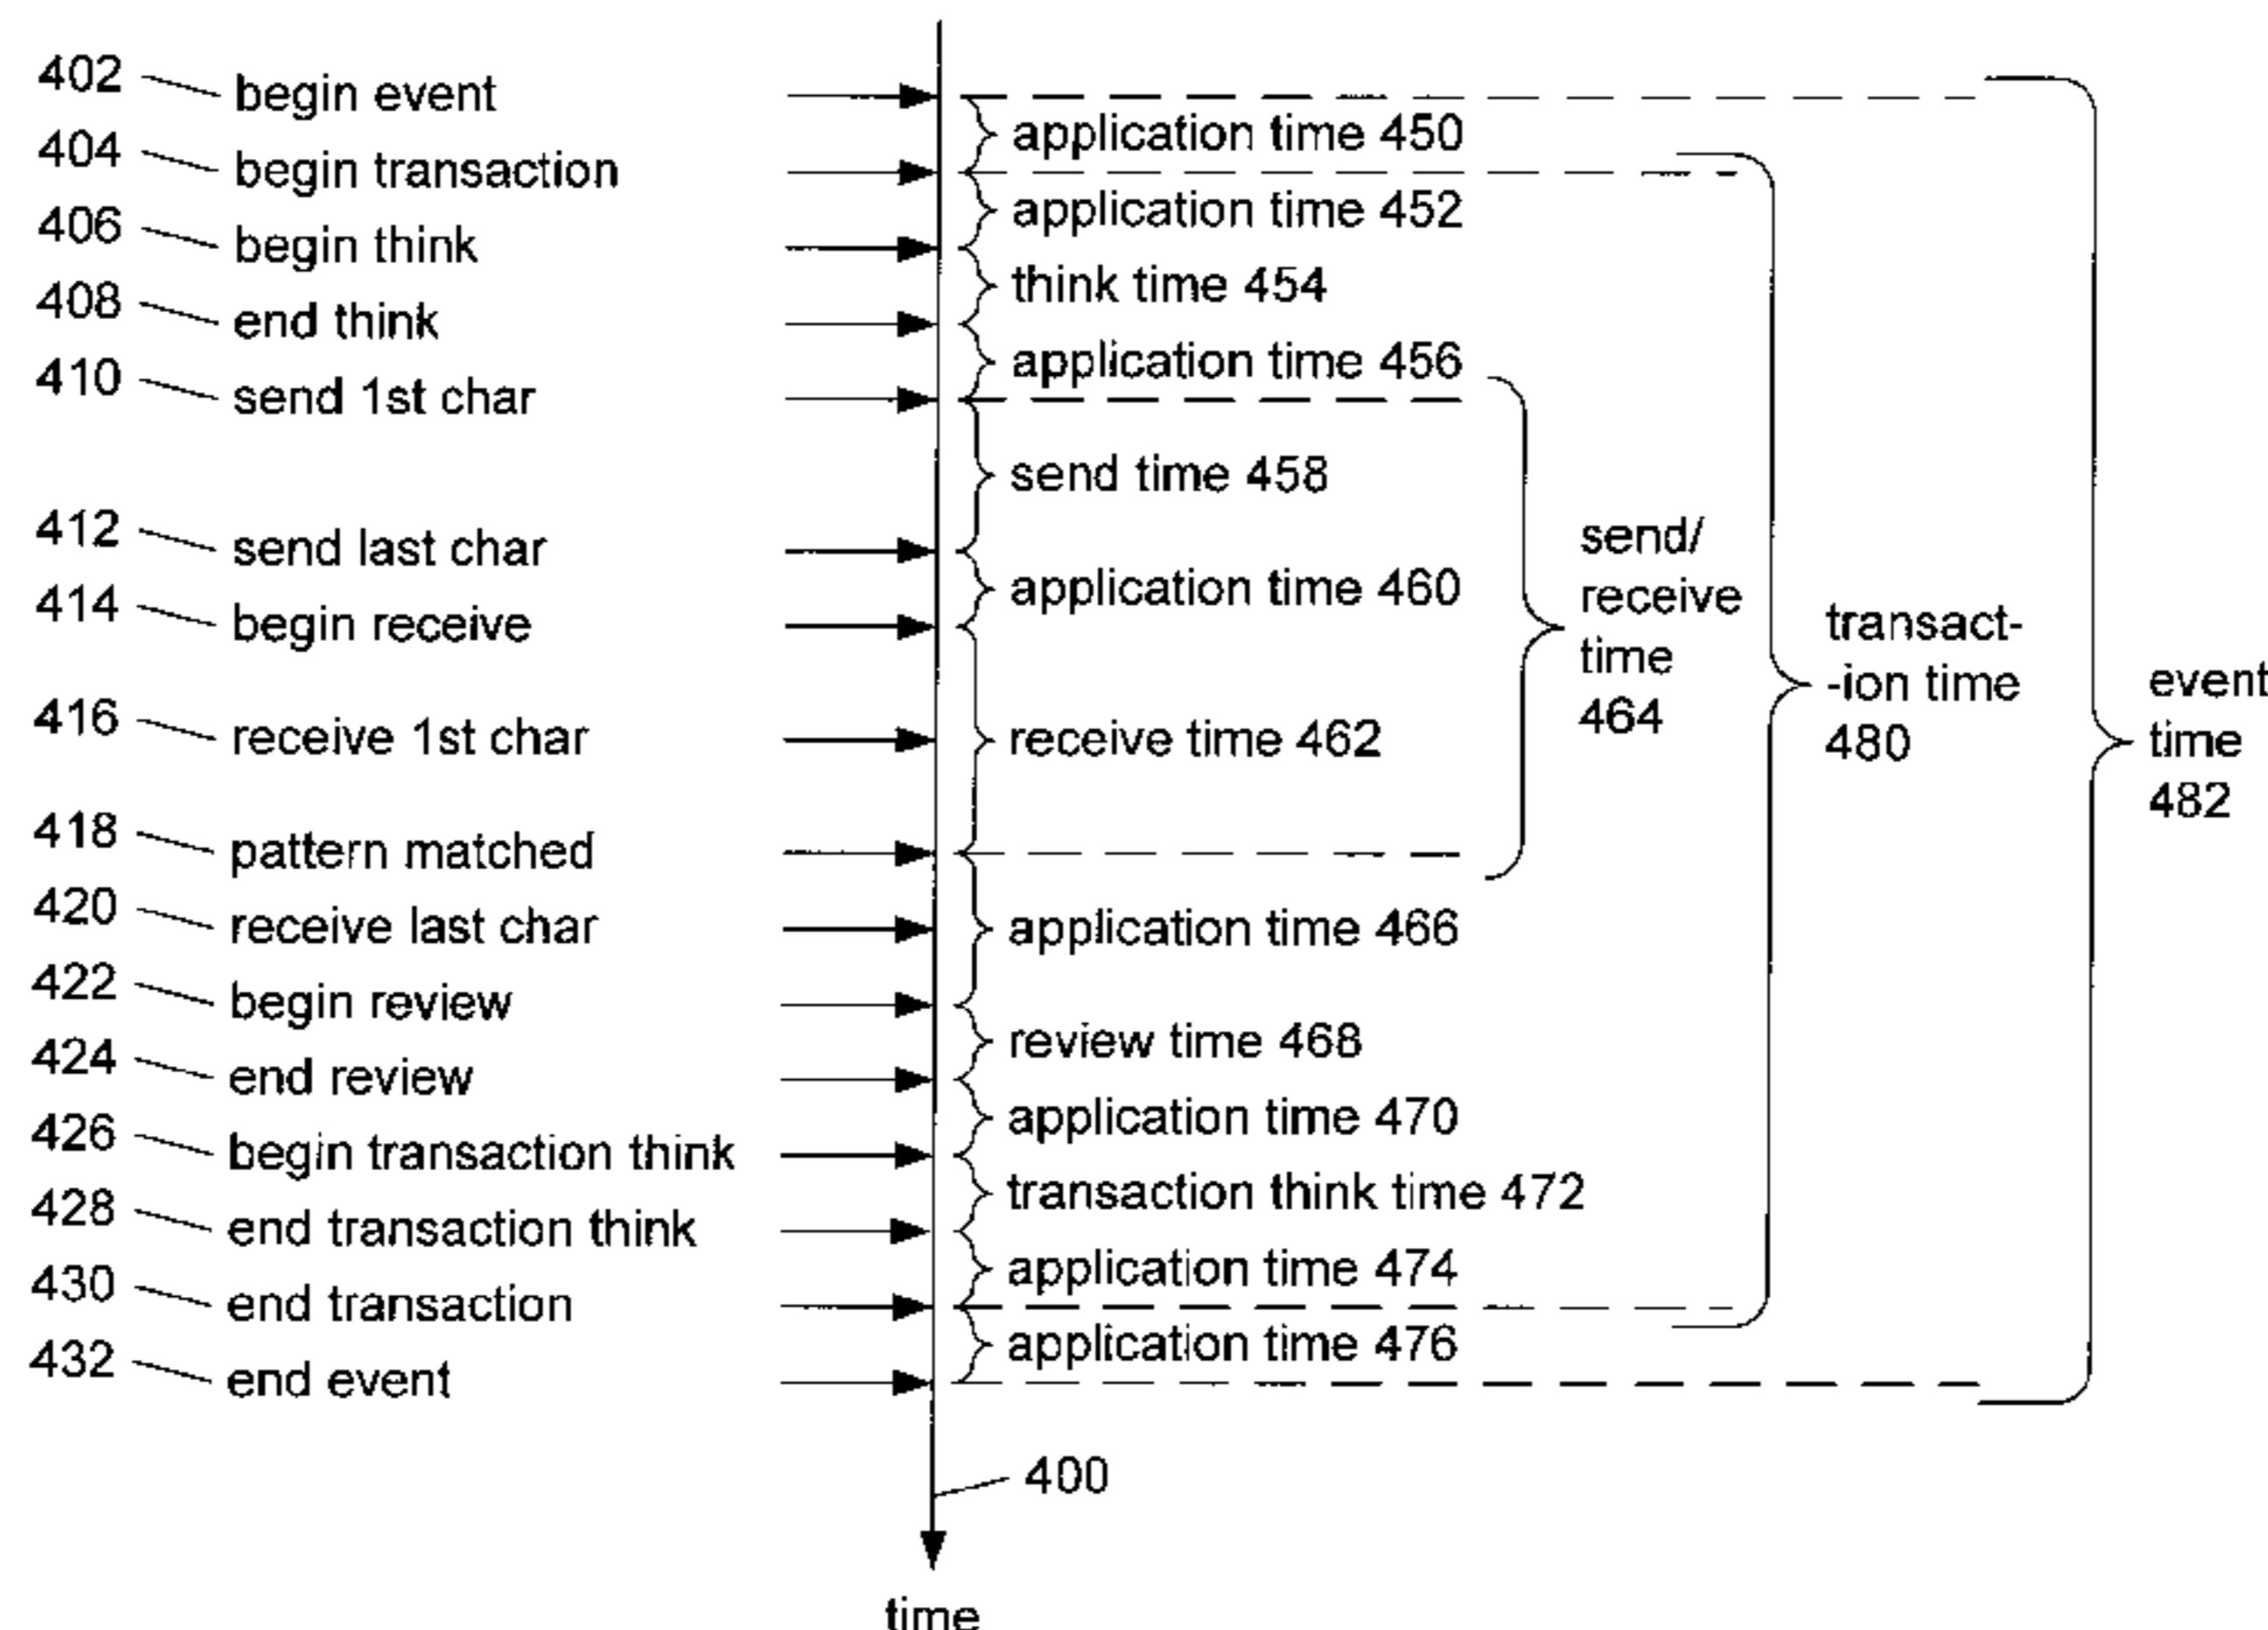 402 begin event
application time 450
404 begin transaction
application time 452
406 begin think
think time 454
408 end think
application time 456
410 send 1st char
send time 458
412 send last char
application time 460
414 begin receive
receive time 462
416 receive 1st char
418 pattern matched
420 receive last char
application time 466
422 begin review
review time 468
424 end review
application time 470
426 begin transaction think
transaction think time 472
428 end transaction think
application time 474
430 end transaction
application time 476
432 end event
send/
receive
time
464
transact-
-ion time
480
event
time
482
400
time